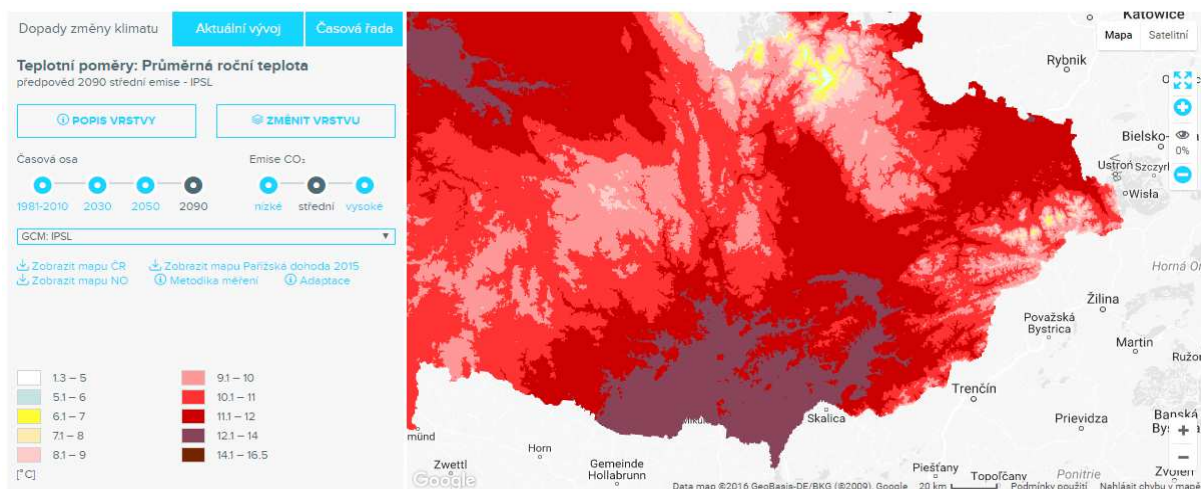 Dopady změny klimatu
Aktuální vývoj
Časová řada
Teplotní poměry: Průměrná roční teplota
předpověd 2090 střední emise - IPSL
POPIS VRSTVY
ZMĚNIT VRSTVU
Časová osa
Emise CO₂
1981-2010 2030 2050 2090
nízké střední vysoké
GCM: IPSL
Zobrazit mapu ČR
Zobrazit mapu Pařížská dohoda 2015
Zobrazit mapu NO
Metodika měření
Adaptace
1.3 – 5
5.1 – 6
6.1 – 7
7.1 – 8
8.1 – 9
9.1 – 10
10.1 – 11
11.1 – 12
12.1 – 14
14.1 – 16.5
[°C]
Katowice
Mapa
Satelitní
Rybnik
Bielsko-
0%
Ustroń
Szczyrk
Wisła
Žilina
Považská
Bystrica
Martin
Trenčín
Prievidza
Banská
Skalica
münd
Horn
Zwettl
Gemeinde
Hollabrunn
Piešťany
Topoľčany
Ponitrie
Zvolen
Google
Data map ©2016 GeoBasis-DE/BKG (©2009), Google
20 km
Podmínky použití
Nahlásit chybu v mapě